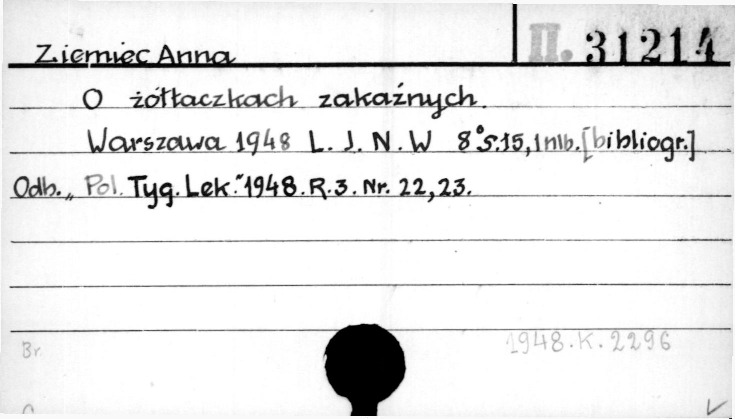 II. 31214
Ziemiec Anna
O żółtaczkach zakaźnych.
Warszawa 1948 L. J. N. W 8° S. 15, 1 nlb. [bibliogr.]
Odb. „Pol. Tyg. Lek." 1948. R. 3. Nr. 22, 23.
Br.
1948. K. 2296